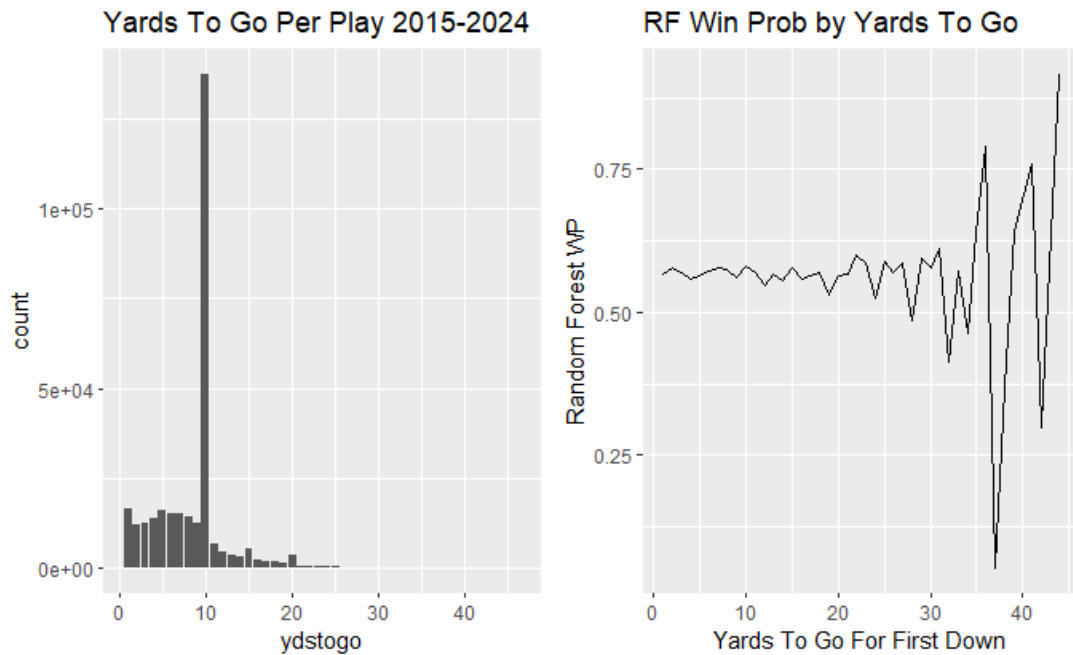 Yards To Go Per Play 2015-2024
count
1e+05
5e+04
0e+00
0 10 20 30 40
ydstogo
RF Win Prob by Yards To Go
Random Forest WP
0.75
0.50
0.25
0 10 20 30 40
Yards To Go For First Down